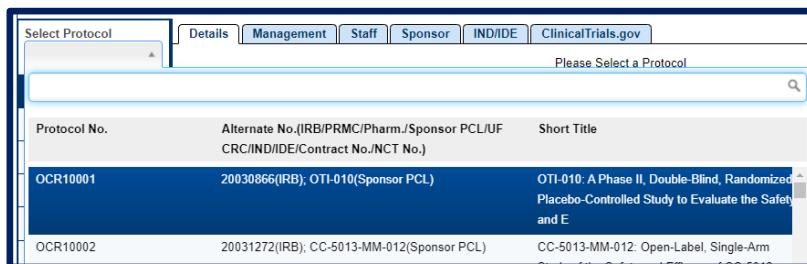 Select Protocol
Details Management Staff Sponsor IND/IDE ClinicalTrials.gov
Please Select a Protocol
Protocol No. Alternate No.(IRB/PRMC/Pharm./Sponsor PCL/UF Short Title
CRC/IND/IDE/Contract No./NCT No.)
OCR10001 20030866(IRB); OTI-010(Sponsor PCL) OTI-010: A Phase II, Double-Blind, Randomized
Placebo-Controlled Study to Evaluate the Safety
and E
OCR10002 20031272(IRB); CC-5013-MM-012(Sponsor PCL) CC-5013-MM-012: Open-Label, Single-Arm